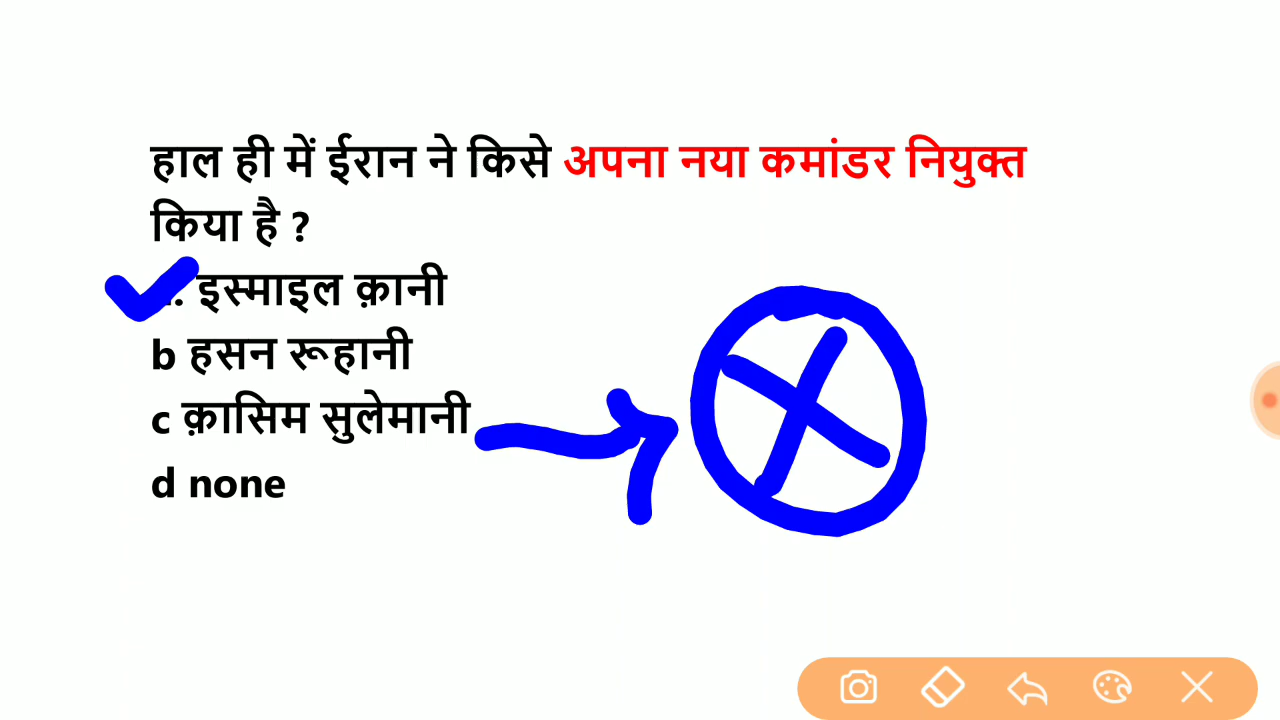 हाल ही में ईरान ने किसे अपना नया कमांडर नियुक्त
किया है ?
. इस्माइल क़ानी
b हसन रूहानी
c क़ासिम सुलेमानी
d none